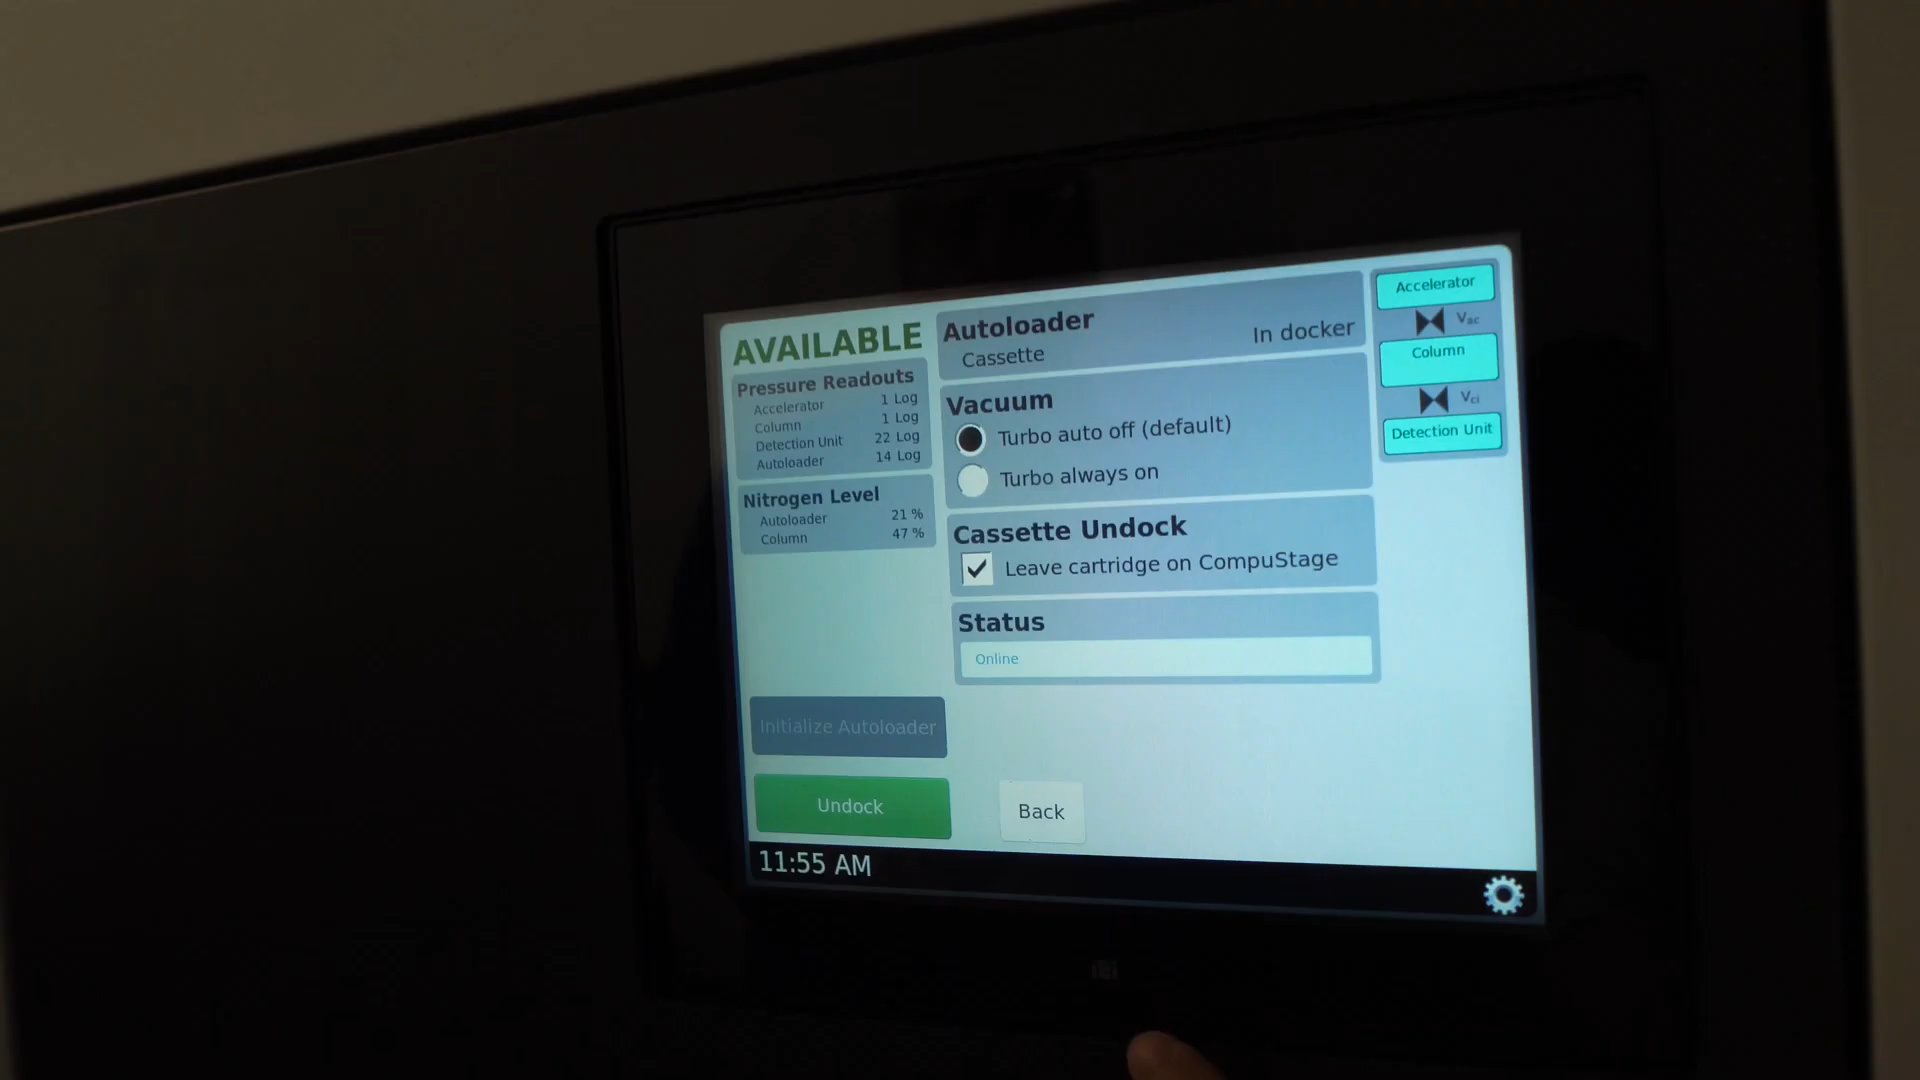 AVAILABLE
Pressure Readouts
Accelerator 1 Log
Column 1 Log
Detection Unit 22 Log
Autoloader 14 Log
Nitrogen Level
Autoloader 21 %
Column 47 %
Initialize Autoloader
Undock
Autoloader
Cassette In docker
Vacuum
Turbo auto off (default)
Turbo always on
Cassette Undock
Leave cartridge on CompuStage
Status
Online
Back
Accelerator
Vac
Column
Vci
Detection Unit
11:55 AM